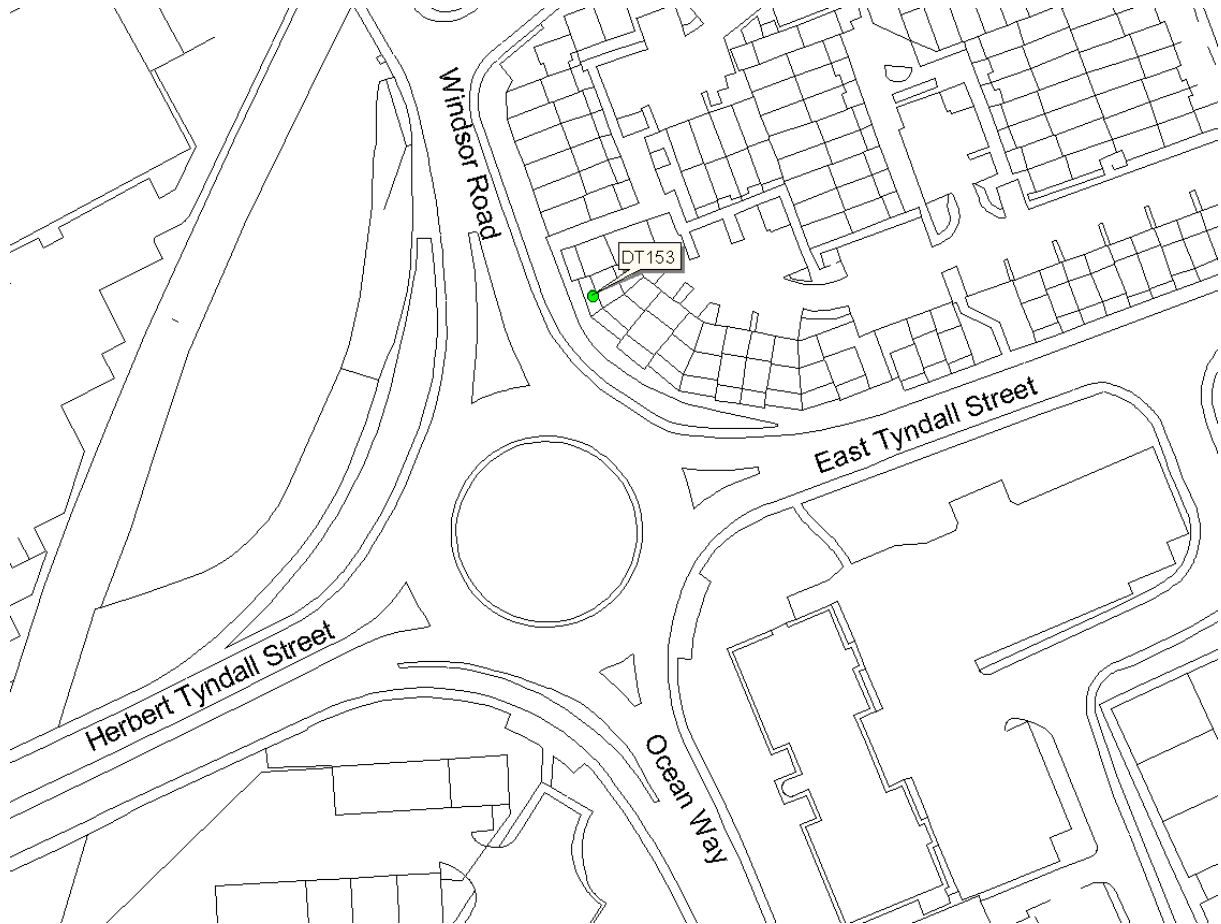 Windsor Road
DT153
East Tyndall Street
Herbert Tyndall Street
Ocean Way